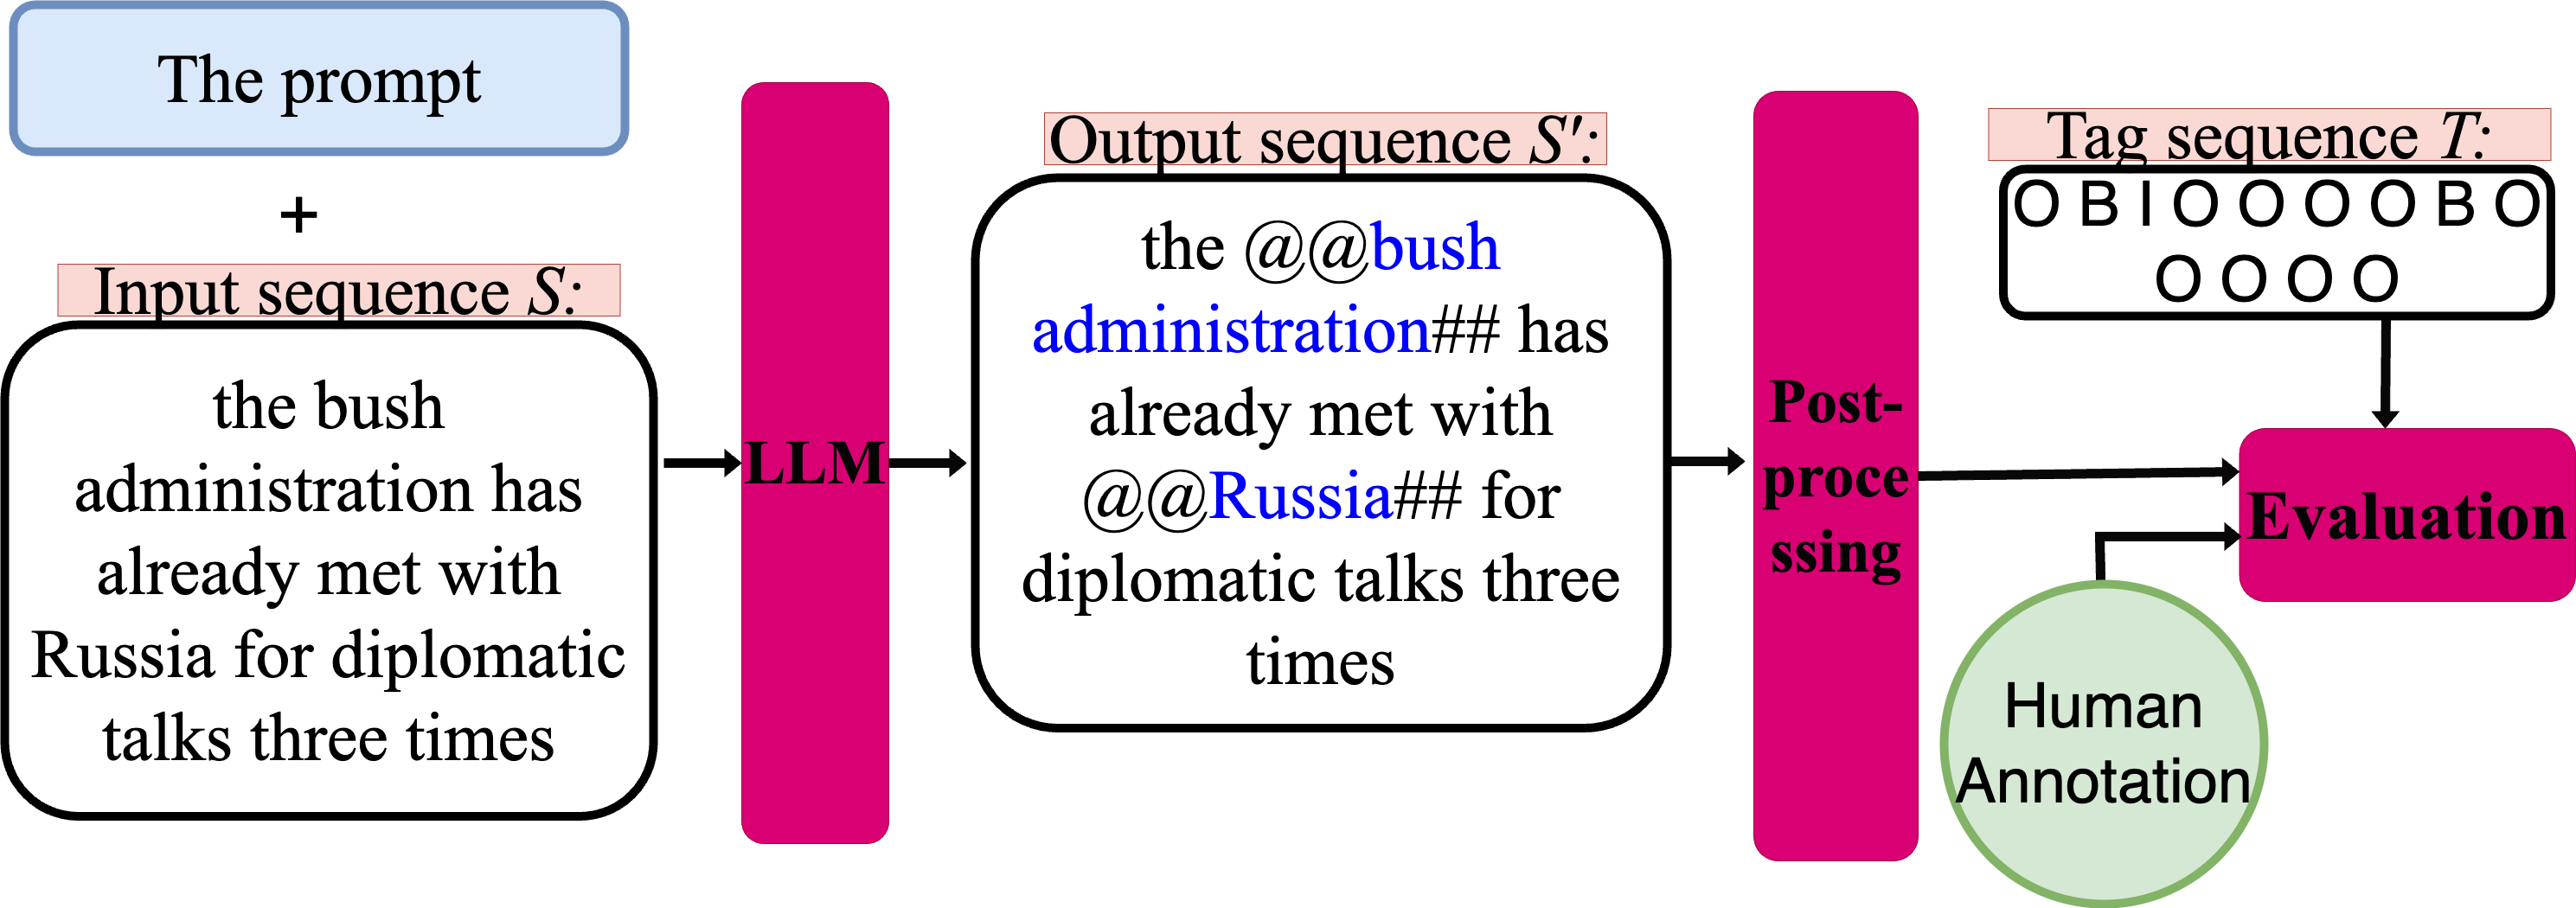 The prompt
+
Input sequence S:
the bush
administration has
already met with
Russia for diplomatic
talks three times
LLM
Output sequence S':
the @@bush
administration## has
already met with
@@Russia## for
diplomatic talks three
times
Post-
proce
ssing
Tag sequence T:
O B I O O O O B O
O O O O
Evaluation
Human
Annotation